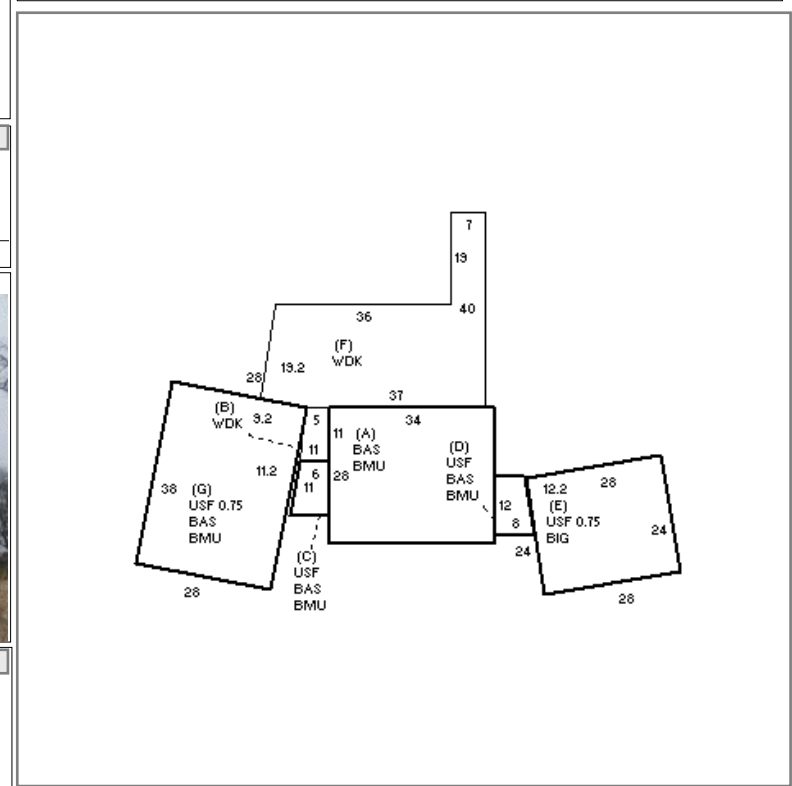 7
19
40
36
(F)
WDK
28
19.2
37
(B)
WDK
9.2
5
34
11
(A)
BAS
BMU
11
(D)
USF
BAS
BMU
11.2
6
11
28
38
(G)
USF 0.75
BAS
BMU
12.2
28
(E)
USF 0.75
BIG
12
8
24
24
(C)
USF
BAS
BMU
28
28